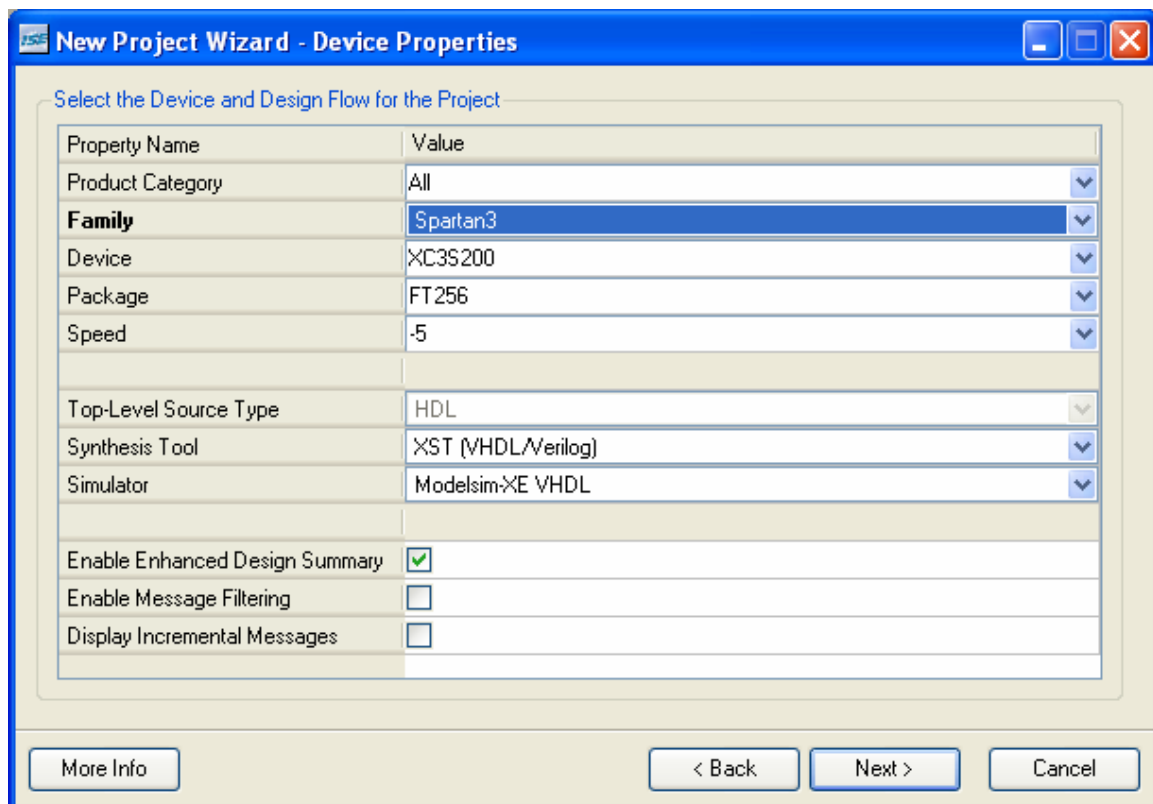 ISE New Project Wizard - Device Properties
Select the Device and Design Flow for the Project
Property Name Value
Product Category All
Family Spartan3
Device XC3S200
Package FT256
Speed -5
Top-Level Source Type HDL
Synthesis Tool XST (VHDL/Verilog)
Simulator Modelsim-XE VHDL
Enable Enhanced Design Summary
Enable Message Filtering
Display Incremental Messages
More Info < Back Next > Cancel